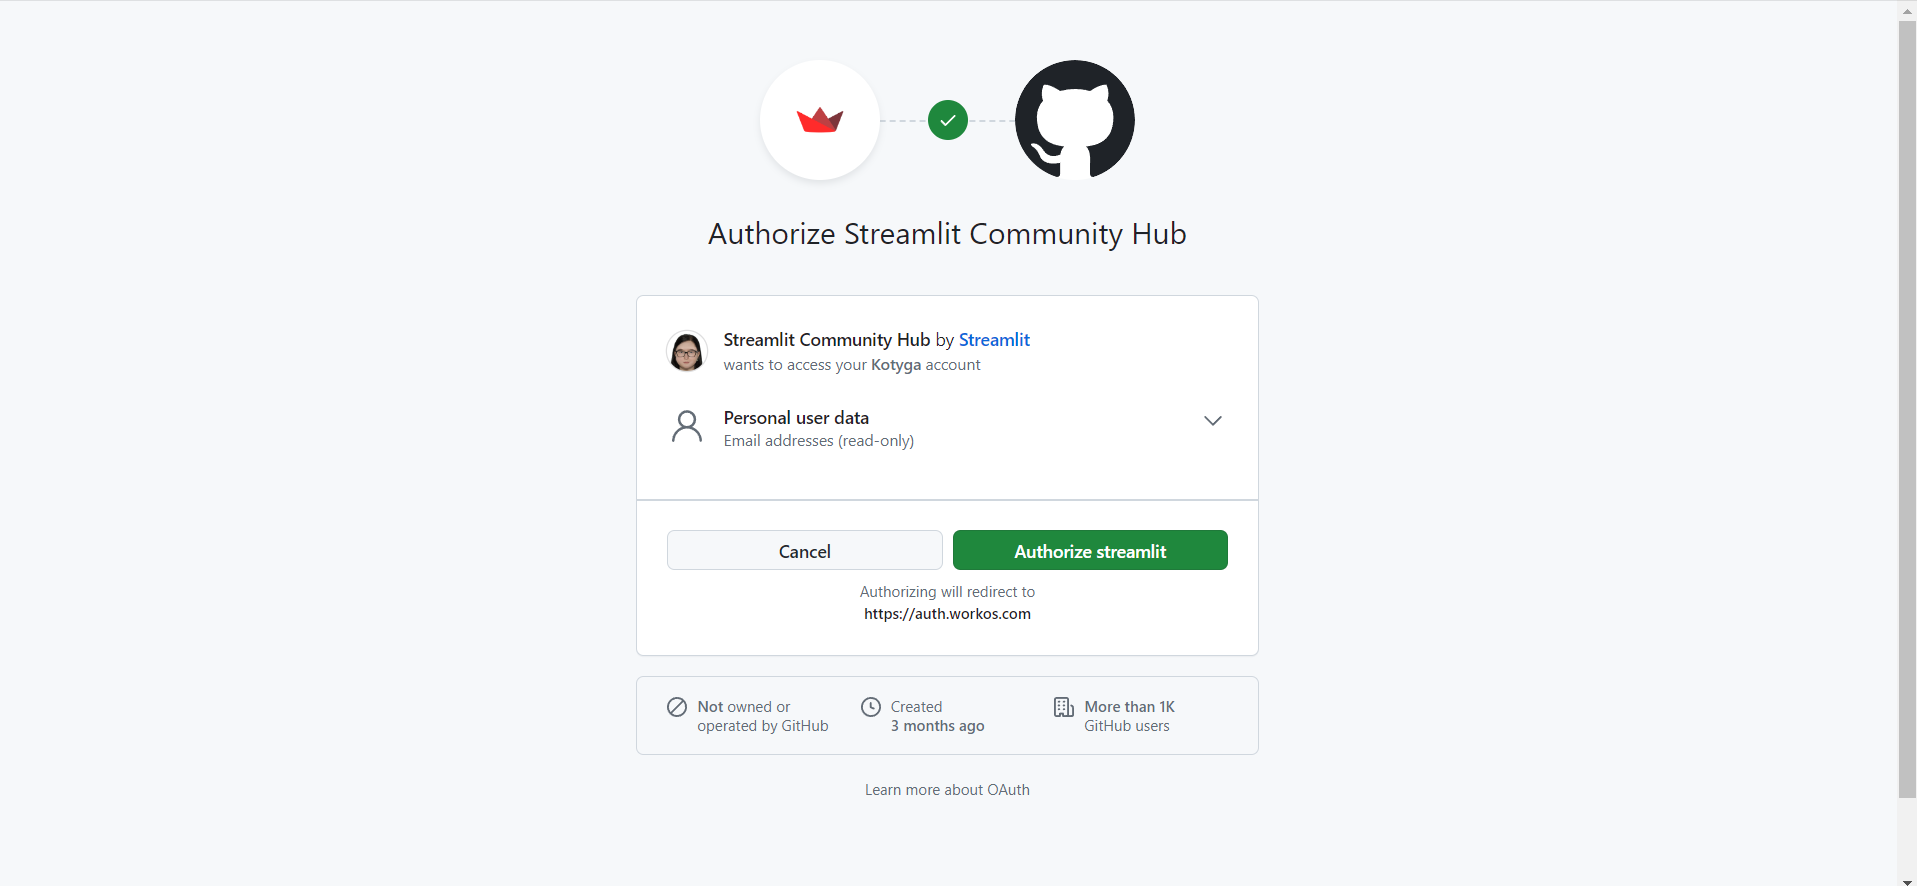 Authorize Streamlit Community Hub
Streamlit Community Hub by Streamlit
wants to access your Kotyga account
Personal user data
Email addresses (read-only)
Cancel
Authorize streamlit
Authorizing will redirect to
https://auth.workos.com
Not owned or
operated by GitHub
Created
3 months ago
More than 1K
GitHub users
Learn more about OAuth